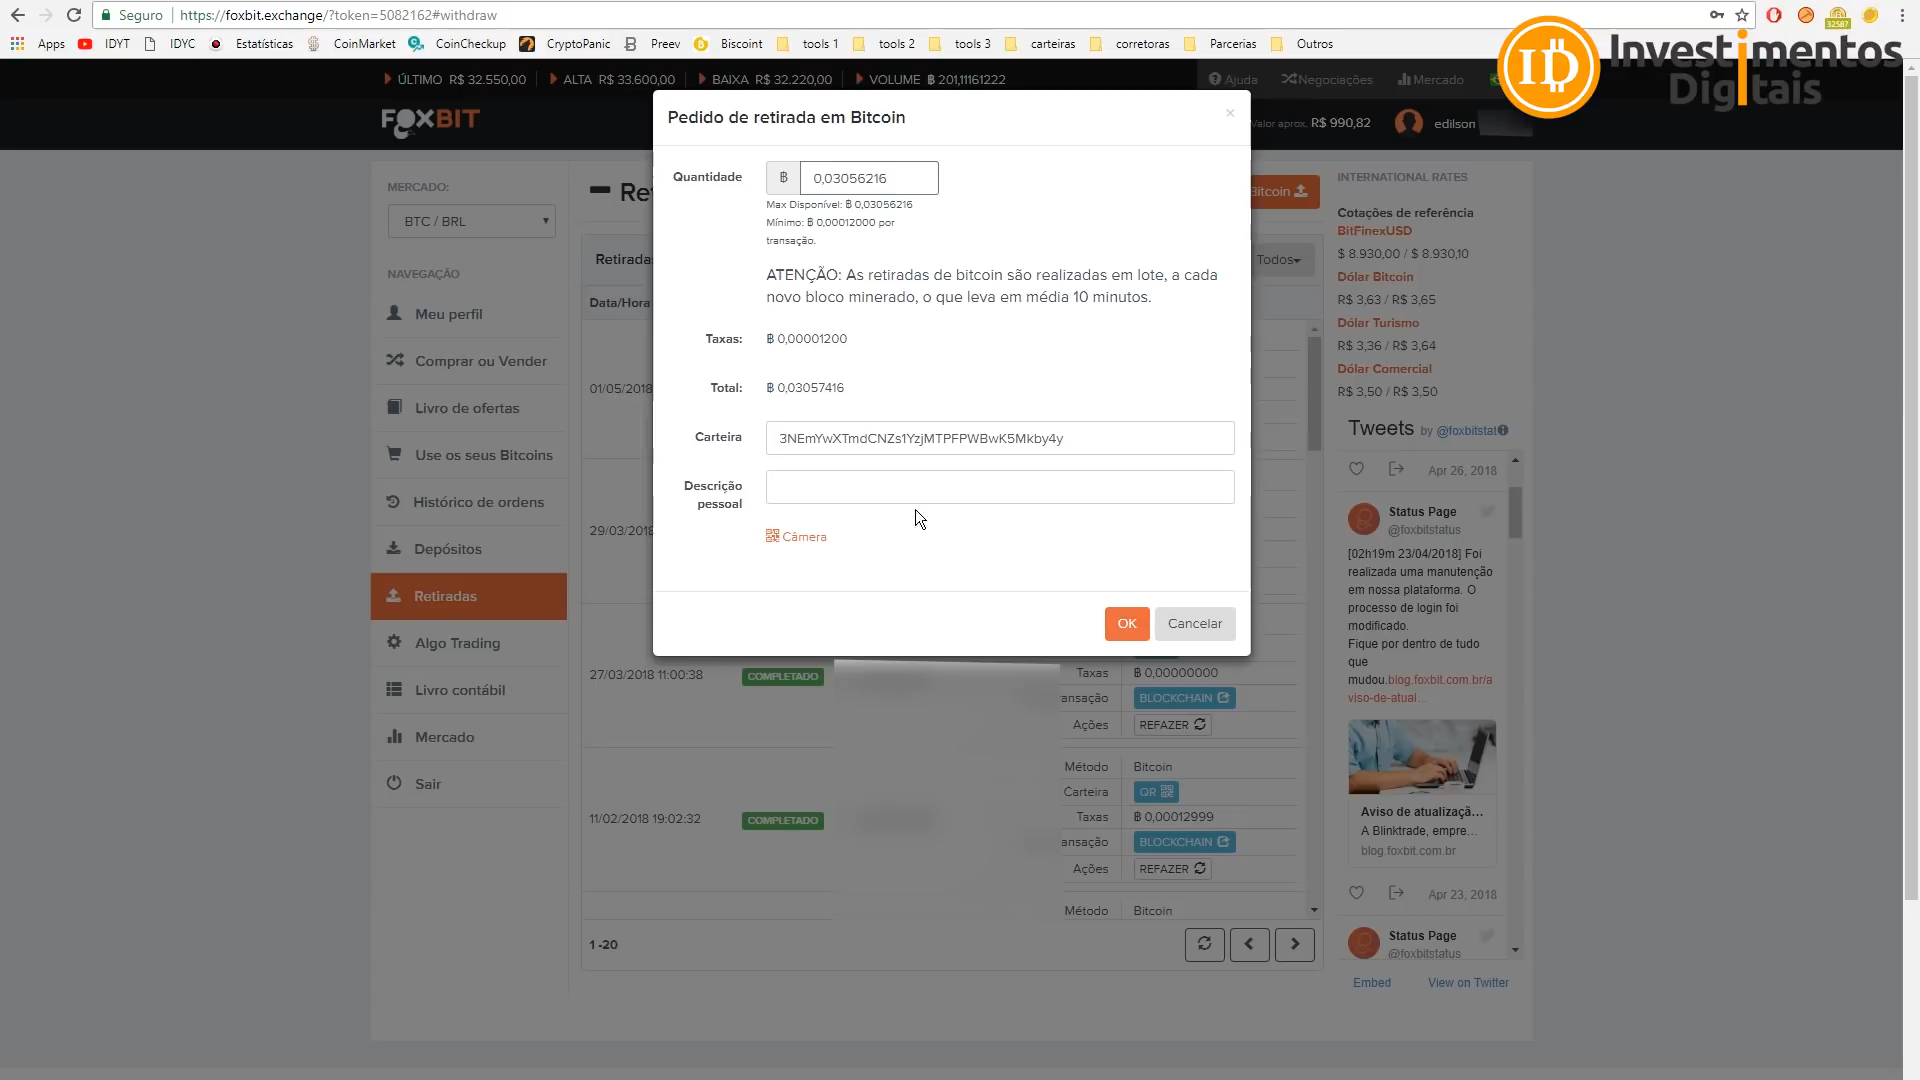 Seguro
https://foxbit.exchange/?token=5082162#withdraw
Apps IDYT IDYC Estatísticas CoinMarket CoinCheckup CryptoPanic Preev Biscoint tools 1 tools 2 tools 3 carteiras corretoras Parcerias Outros
32587
Investimentos
Digitais
ÚLTIMO R$ 32.550,00 ALTA R$ 33.600,00 BAIXA R$ 32.220,00 VOLUME ฿ 201,11161222 Ajuda Negociações Mercado
FOXBIT
Valor aprox. R$ 990,82 edilson
MERCADO:
BTC / BRL
NAVEGAÇÃO
Meu perfil
Comprar ou Vender
Livro de ofertas
Use os seus Bitcoins
Histórico de ordens
Depósitos
Retiradas
Algo Trading
Livro contábil
Mercado
Sair
Pedido de retirada em Bitcoin
×
Quantidade ฿ 0,03056216
Max Disponível: ฿ 0,03056216
Mínimo: ฿ 0,00012000 por
transação.
ATENÇÃO: As retiradas de bitcoin são realizadas em lote, a cada
novo bloco minerado, o que leva em média 10 minutos.
Taxas: ฿ 0,00001200
Total: ฿ 0,03057416
Carteira 3NEmYwXTmdCNZs1YzjMTPFPWBwK5Mkby4y
Descrição
pessoal
Câmera
OK Cancelar
Re
Bitcoin
Retirada
Todos
Data/Hora
01/05/2018
29/03/2018
27/03/2018 11:00:38 COMPLETADO
Taxas ฿ 0,00000000
ansação BLOCKCHAIN
Ações REFAZER
11/02/2018 19:02:32 COMPLETADO
Método Bitcoin
Carteira QR
Taxas ฿ 0,00012999
ansação BLOCKCHAIN
Ações REFAZER
Método Bitcoin
1 -20
INTERNATIONAL RATES
Cotações de referência
BitFinexUSD
$ 8.930,00 / $ 8.930,10
Dólar Bitcoin
R$ 3,63 / R$ 3,65
Dólar Turismo
R$ 3,36 / R$ 3,64
Dólar Comercial
R$ 3,50 / R$ 3,50
Tweets by @foxbitstat
Apr 26, 2018
Status Page
@foxbitstatus
[02h19m 23/04/2018] Foi
realizada uma manutenção
em nossa plataforma. O
processo de login foi
modificado.
Fique por dentro de tudo
que
mudou.blog.foxbit.com.br/a
viso-de-atual…
Aviso de atualizaçã...
A Blinktrade, empre...
blog.foxbit.com.br
Apr 23, 2018
Status Page
@foxbitstatus
Embed View on Twitter